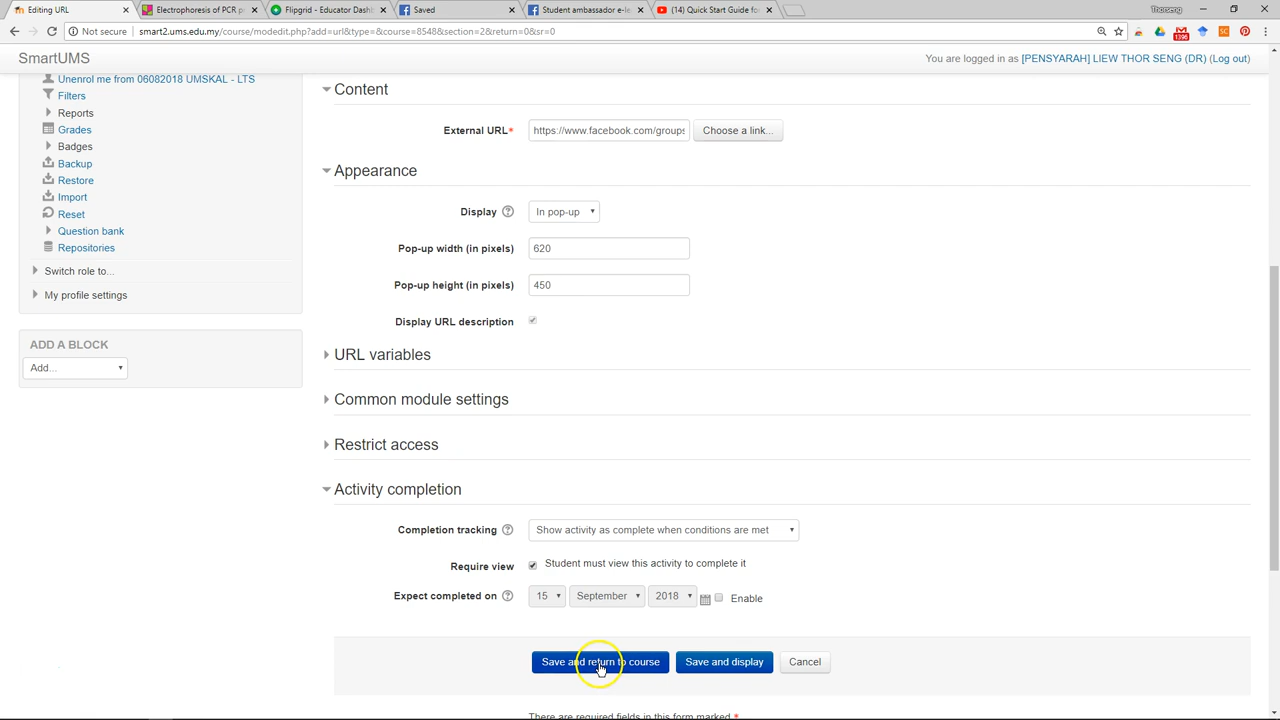 Editing URL
Electrophoresis of PCR p
Flipgrid - Educator Dashb
Saved
Student ambassador e-le
(14) Quick Start Guide fo
Thorseng
Not secure
smart2.ums.edu.my/course/modedit.php?add=url&type=&course=8548&section=2&return=0&sr=0
1396
SmartUMS
You are logged in as [PENSYARAH] LIEW THOR SENG (DR) (Log out)
Unenrol me from 06082018 UMSKAL - LTS
Filters
Reports
Grades
Badges
Backup
Restore
Import
Reset
Question bank
Repositories
Switch role to...
My profile settings
ADD A BLOCK
Add...
Content
External URL*
https://www.facebook.com/groups
Choose a link...
Appearance
Display
In pop-up
Pop-up width (in pixels)
620
Pop-up height (in pixels)
450
Display URL description
URL variables
Common module settings
Restrict access
Activity completion
Completion tracking
Show activity as complete when conditions are met
Require view
Student must view this activity to complete it
Expect completed on
15
September
2018
Enable
Save and return to course
Save and display
Cancel
There are required fields in this form marked *